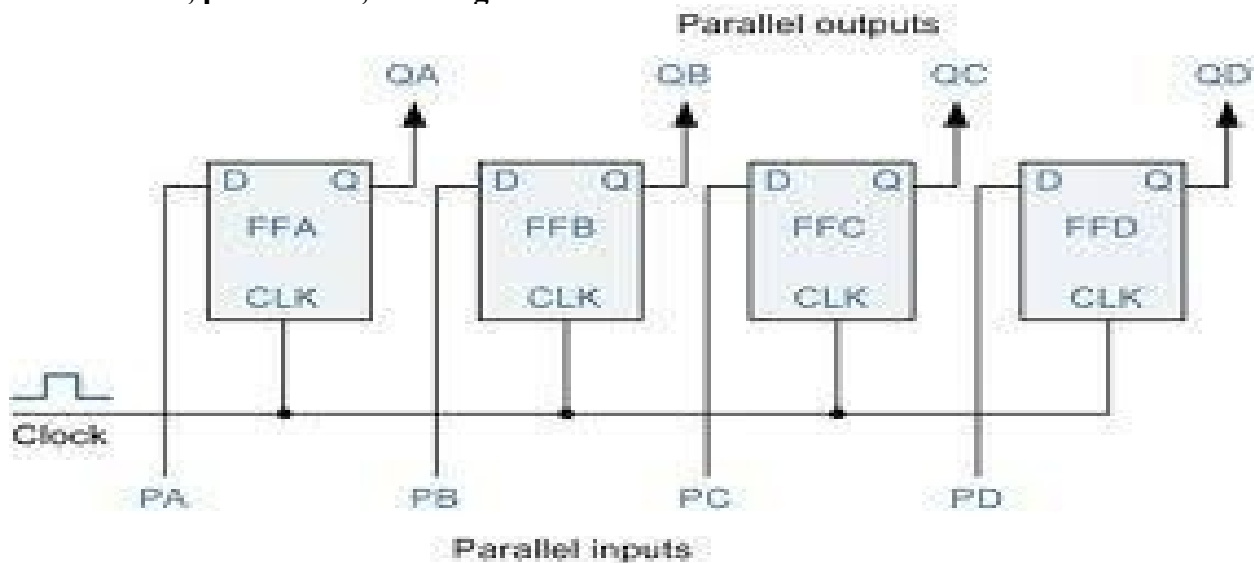 Parallel outputs
QA QB QC QD
D Q D Q D Q D Q
FFA FFB FFC FFD
CLK CLK CLK CLK
Clock
PA PB PC PD
Parallel inputs